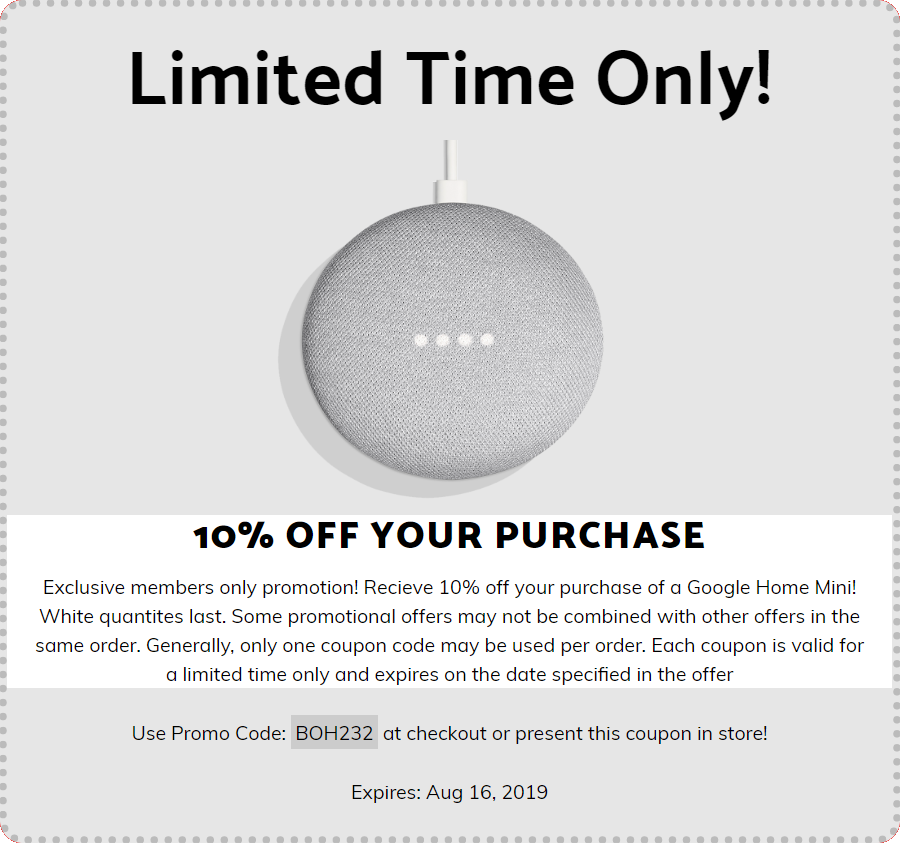 Limited Time Only!
10% OFF YOUR PURCHASE
Exclusive members only promotion! Recieve 10% off your purchase of a Google Home Mini!
White quantites last. Some promotional offers may not be combined with other offers in the
same order. Generally, only one coupon code may be used per order. Each coupon is valid for
a limited time only and expires on the date specified in the offer
Use Promo Code: BOH232 at checkout or present this coupon in store!
Expires: Aug 16, 2019